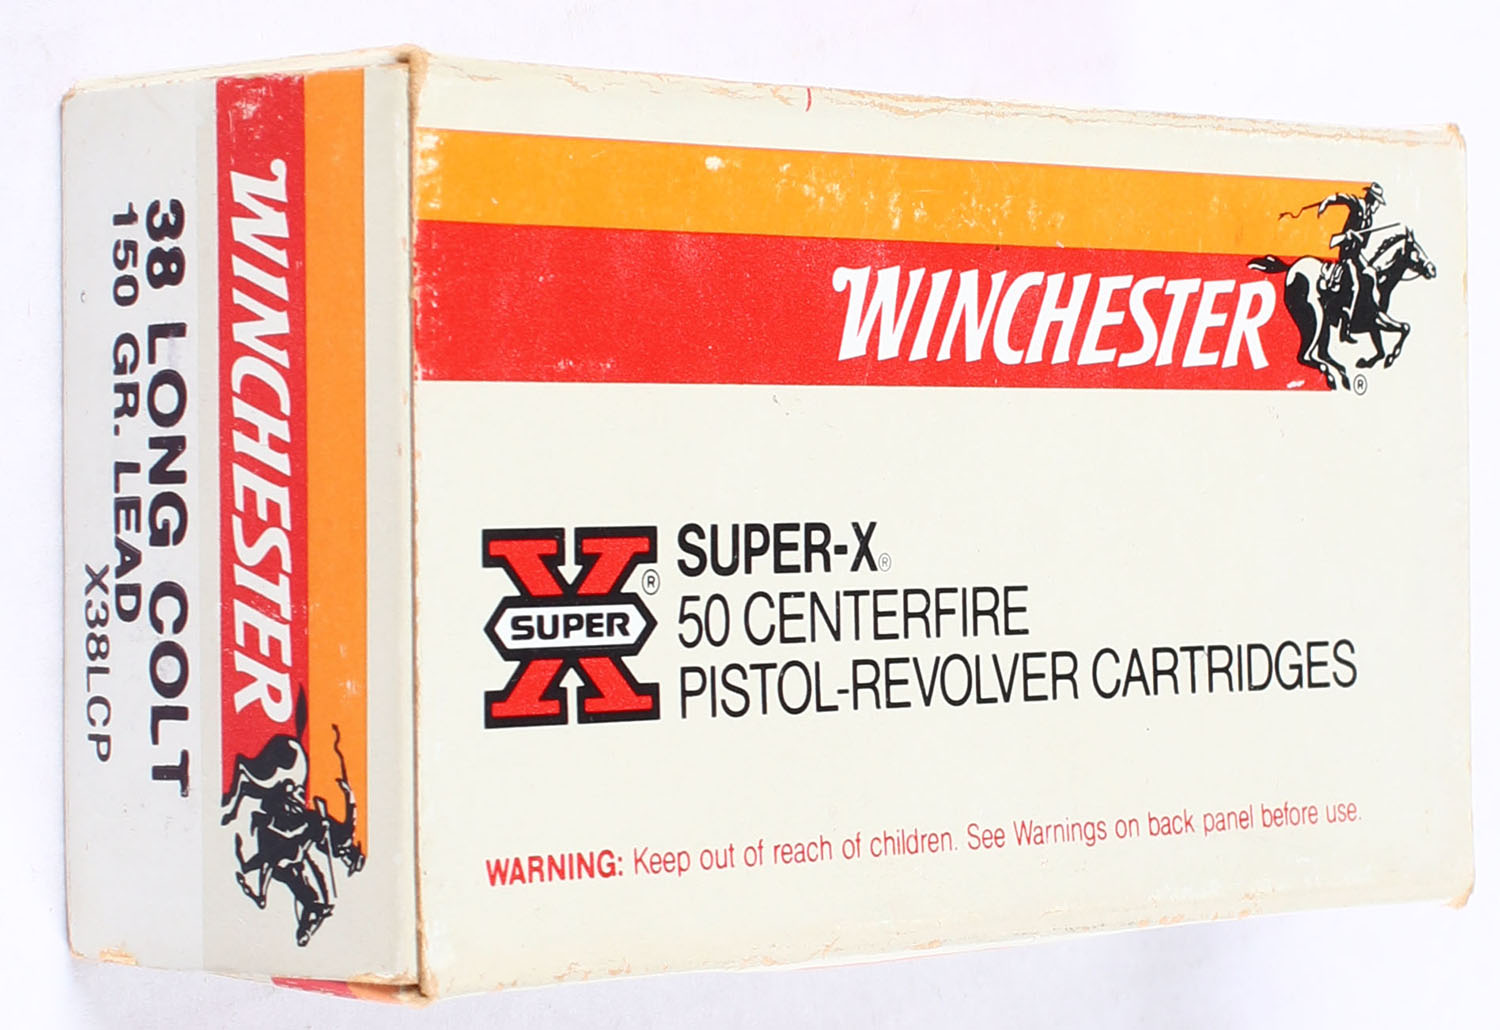 WINCHESTER
®
SUPER
®
SUPER-X®
50 CENTERFIRE
PISTOL-REVOLVER CARTRIDGES
WARNING: Keep out of reach of children. See Warnings on back panel before use.
WINCHESTER
38 LONG COLT
150 GR. LEAD
X38LCP